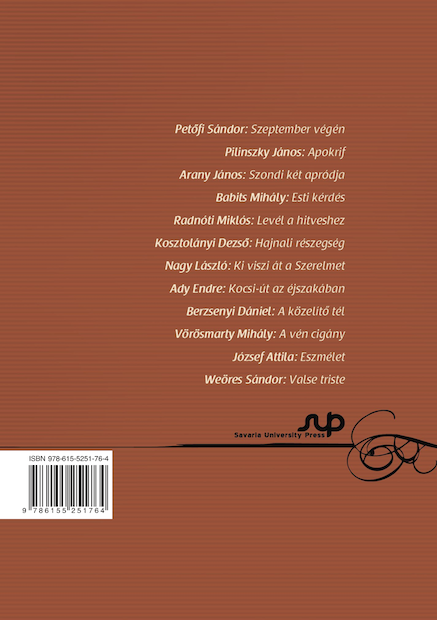 Petőfi Sándor: Szeptember végén
Pilinszky János: Apokrif
Arany János: Szondi két apródja
Babits Mihály: Esti kérdés
Radnóti Miklós: Levél a hitveshez
Kosztolányi Dezső: Hajnali részegség
Nagy László: Ki viszi át a Szerelmet
Ady Endre: Kocsi-út az éjszakában
Berzsenyi Dániel: A közelítő tél
Vörösmarty Mihály: A vén cigány
József Attila: Eszmélet
Weöres Sándor: Valse triste
sup
Savaria University Press
ISBN 978-615-5251-76-4
9 786155 251764